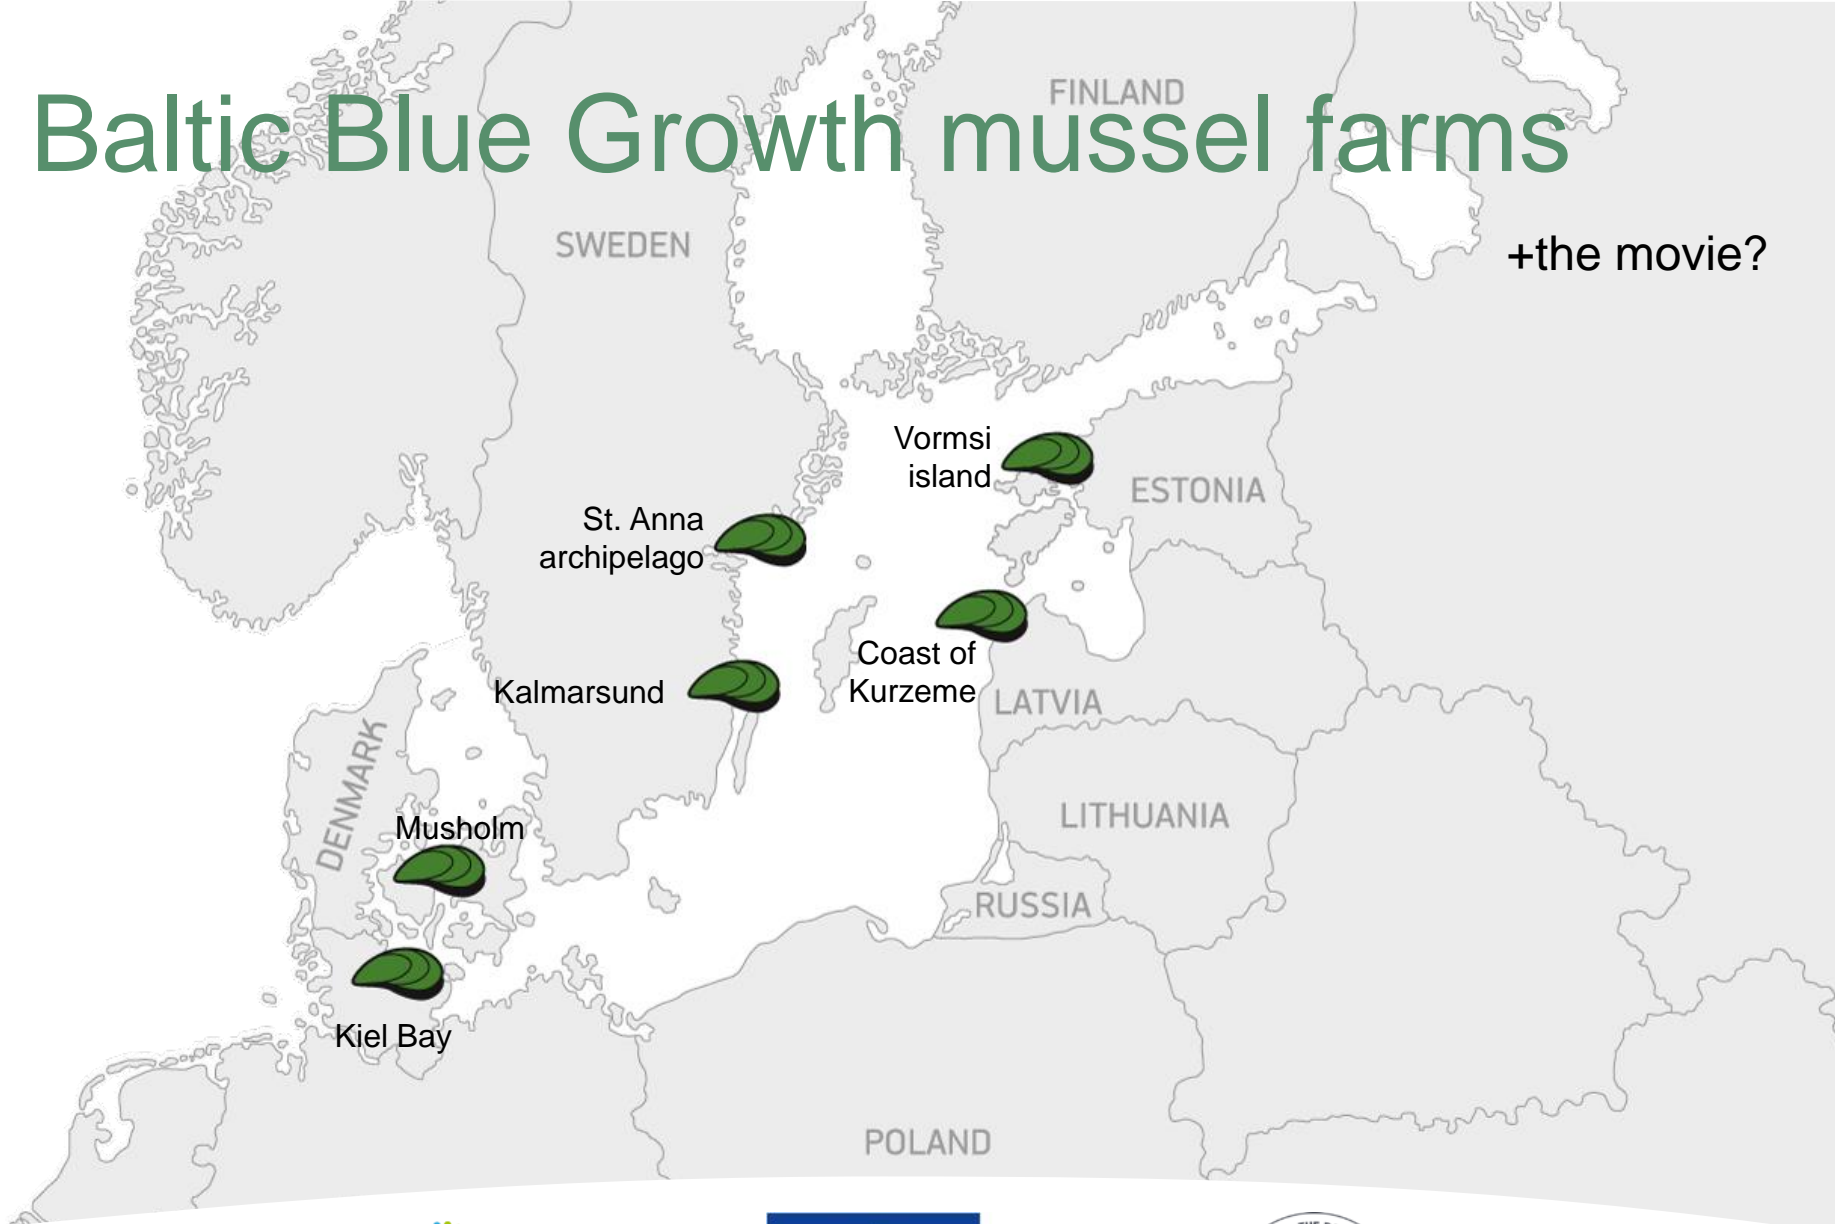 Baltic Blue Growth mussel farms
FINLAND
SWEDEN
+the movie?
Vormsi
island
ESTONIA
St. Anna
archipelago
Coast of
Kurzeme
Kalmarsund
LATVIA
DENMARK
LITHUANIA
Musholm
RUSSIA
Kiel Bay
POLAND